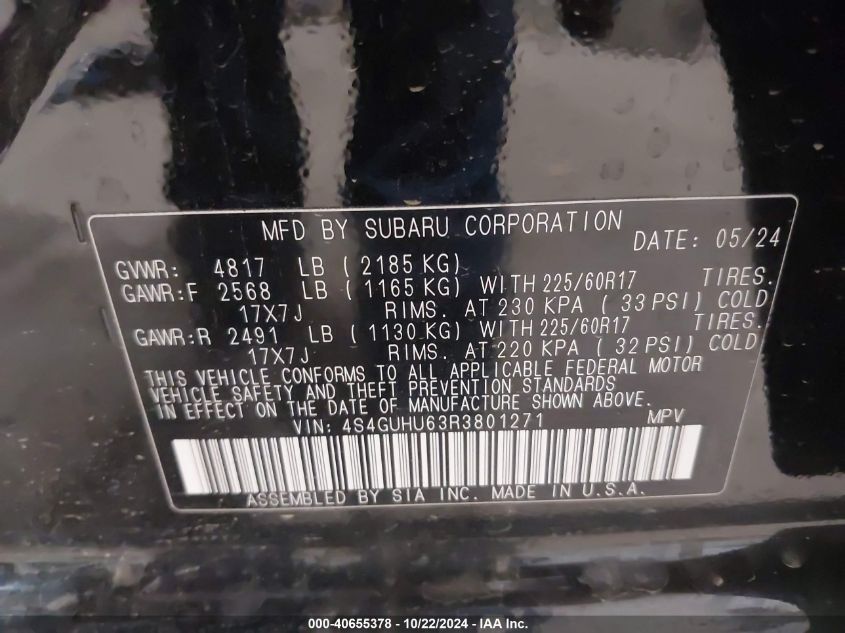 MFD BY SUBARU CORPORATION DATE: 05/24
GVWR: 4817 LB ( 2185 KG)
GAWR:F 2568 LB ( 1165 KG) WITH 225/60R17 TIRES.
17X7J RIMS. AT 230 KPA ( 33 PSI) COLD
GAWR:R 2491 LB ( 1130 KG) WITH 225/60R17 TIRES.
17X7J RIMS. AT 220 KPA ( 32 PSI) COLD
THIS VEHICLE CONFORMS TO ALL APPLICABLE FEDERAL MOTOR
VEHICLE SAFETY AND THEFT PREVENTION STANDARDS
IN EFFECT ON THE DATE OF MANUFACTURE SHOWN ABOVE.
VIN: 4S4GUHU63R3801271 MPV
ASSEMBLED BY SIA INC. MADE IN U.S.A.
000-40655378 - 10/22/2024 - IAA Inc.